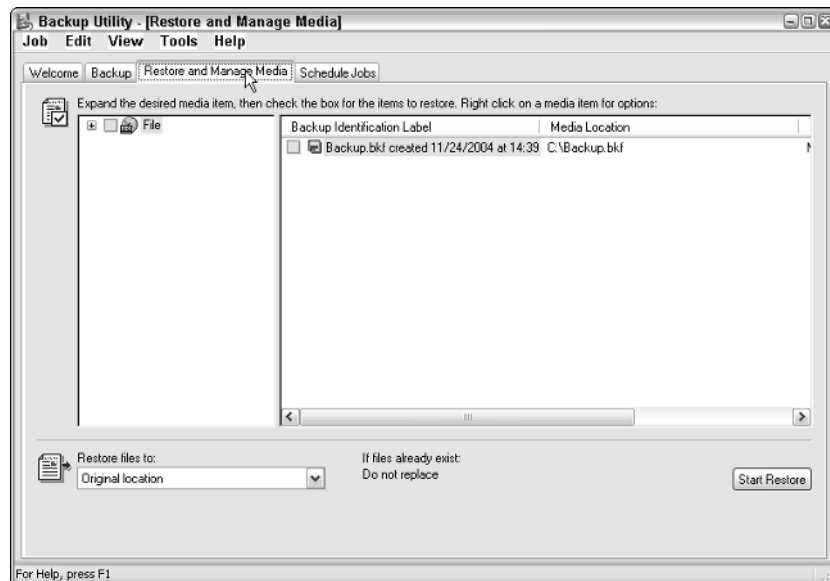 Backup Utility - [Restore and Manage Media]
Job Edit View Tools Help
Welcome Backup Restore and Manage Media Schedule Jobs
Expand the desired media item, then check the box for the items to restore. Right click on a media item for options:
File
Backup Identification Label Media Location
Backup.bkf created 11/24/2004 at 14:39 C:\Backup.bkf
Restore files to:
Original location
If files already exist:
Do not replace
Start Restore
For Help, press F1